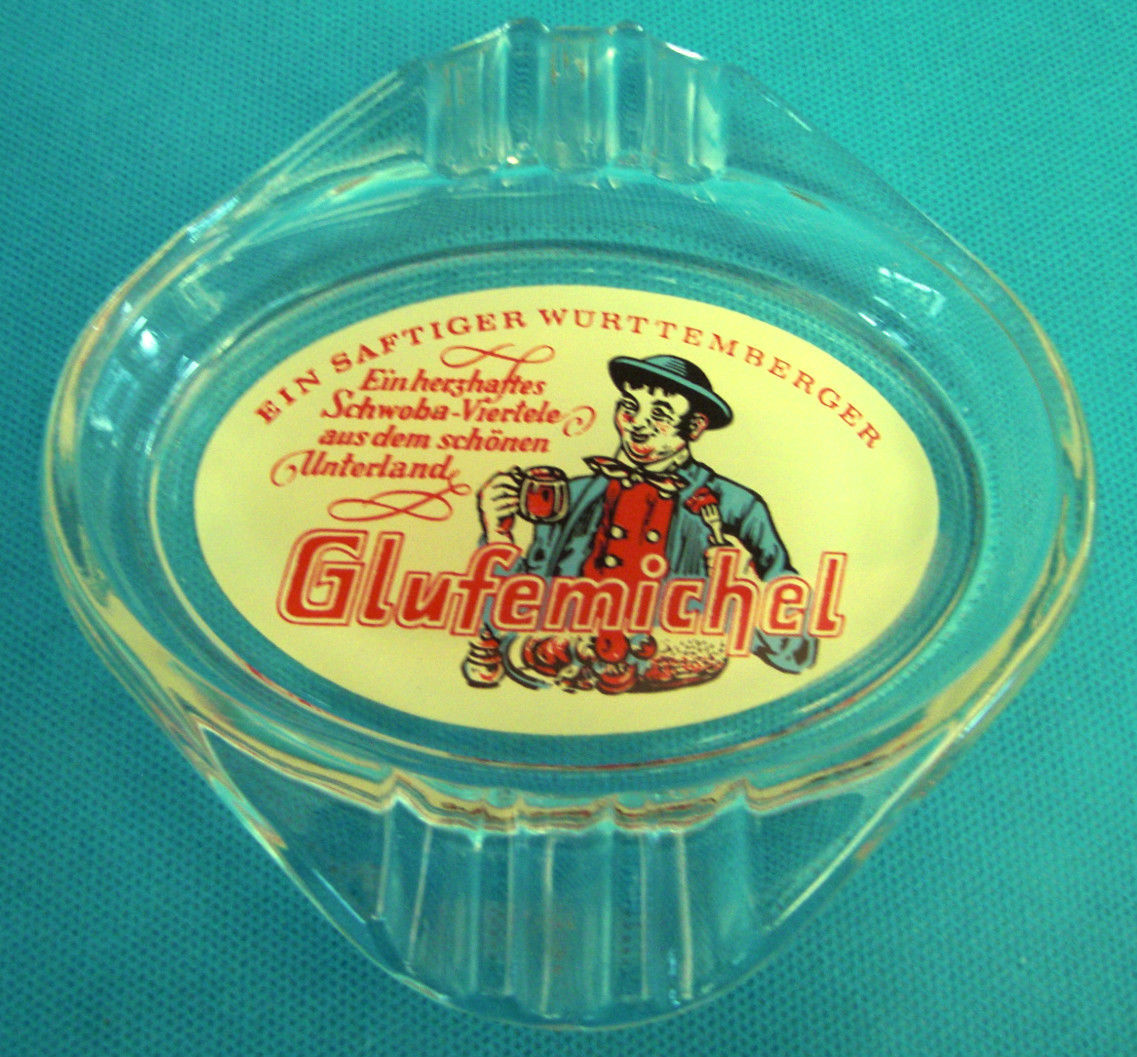 EIN SAFTIGER WÜRTTEMBERGER
Ein herzhaftes
Schwoba-Viertele
aus dem schönen
Unterland
Glufemichel